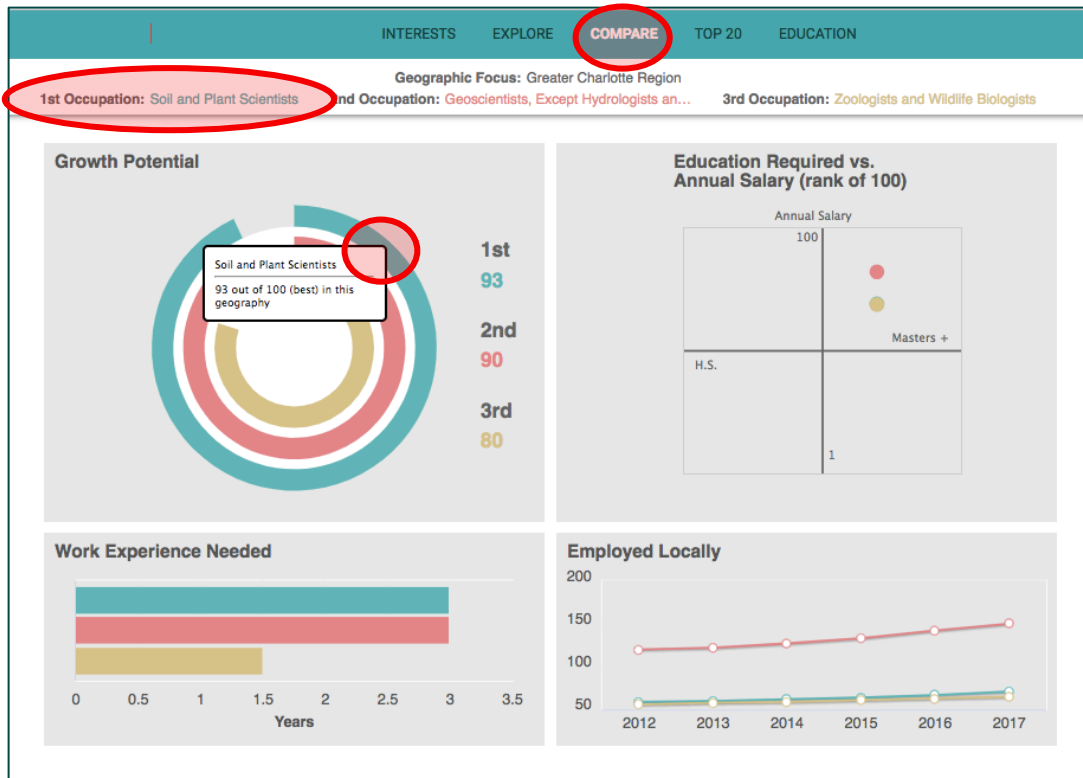 INTERESTS EXPLORE COMPARE TOP 20 EDUCATION
Geographic Focus: Greater Charlotte Region
1st Occupation: Soil and Plant Scientists nd Occupation: Geoscientists, Except Hydrologists an... 3rd Occupation: Zoologists and Wildlife Biologists
Growth Potential
Soil and Plant Scientists
93 out of 100 (best) in this
geography
1st
93
2nd
90
3rd
80
Education Required vs.
Annual Salary (rank of 100)
Annual Salary
100
Masters +
H.S.
1
Work Experience Needed
0 0.5 1 1.5 2 2.5 3 3.5
Years
Employed Locally
200
150
100
50
2012 2013 2014 2015 2016 2017